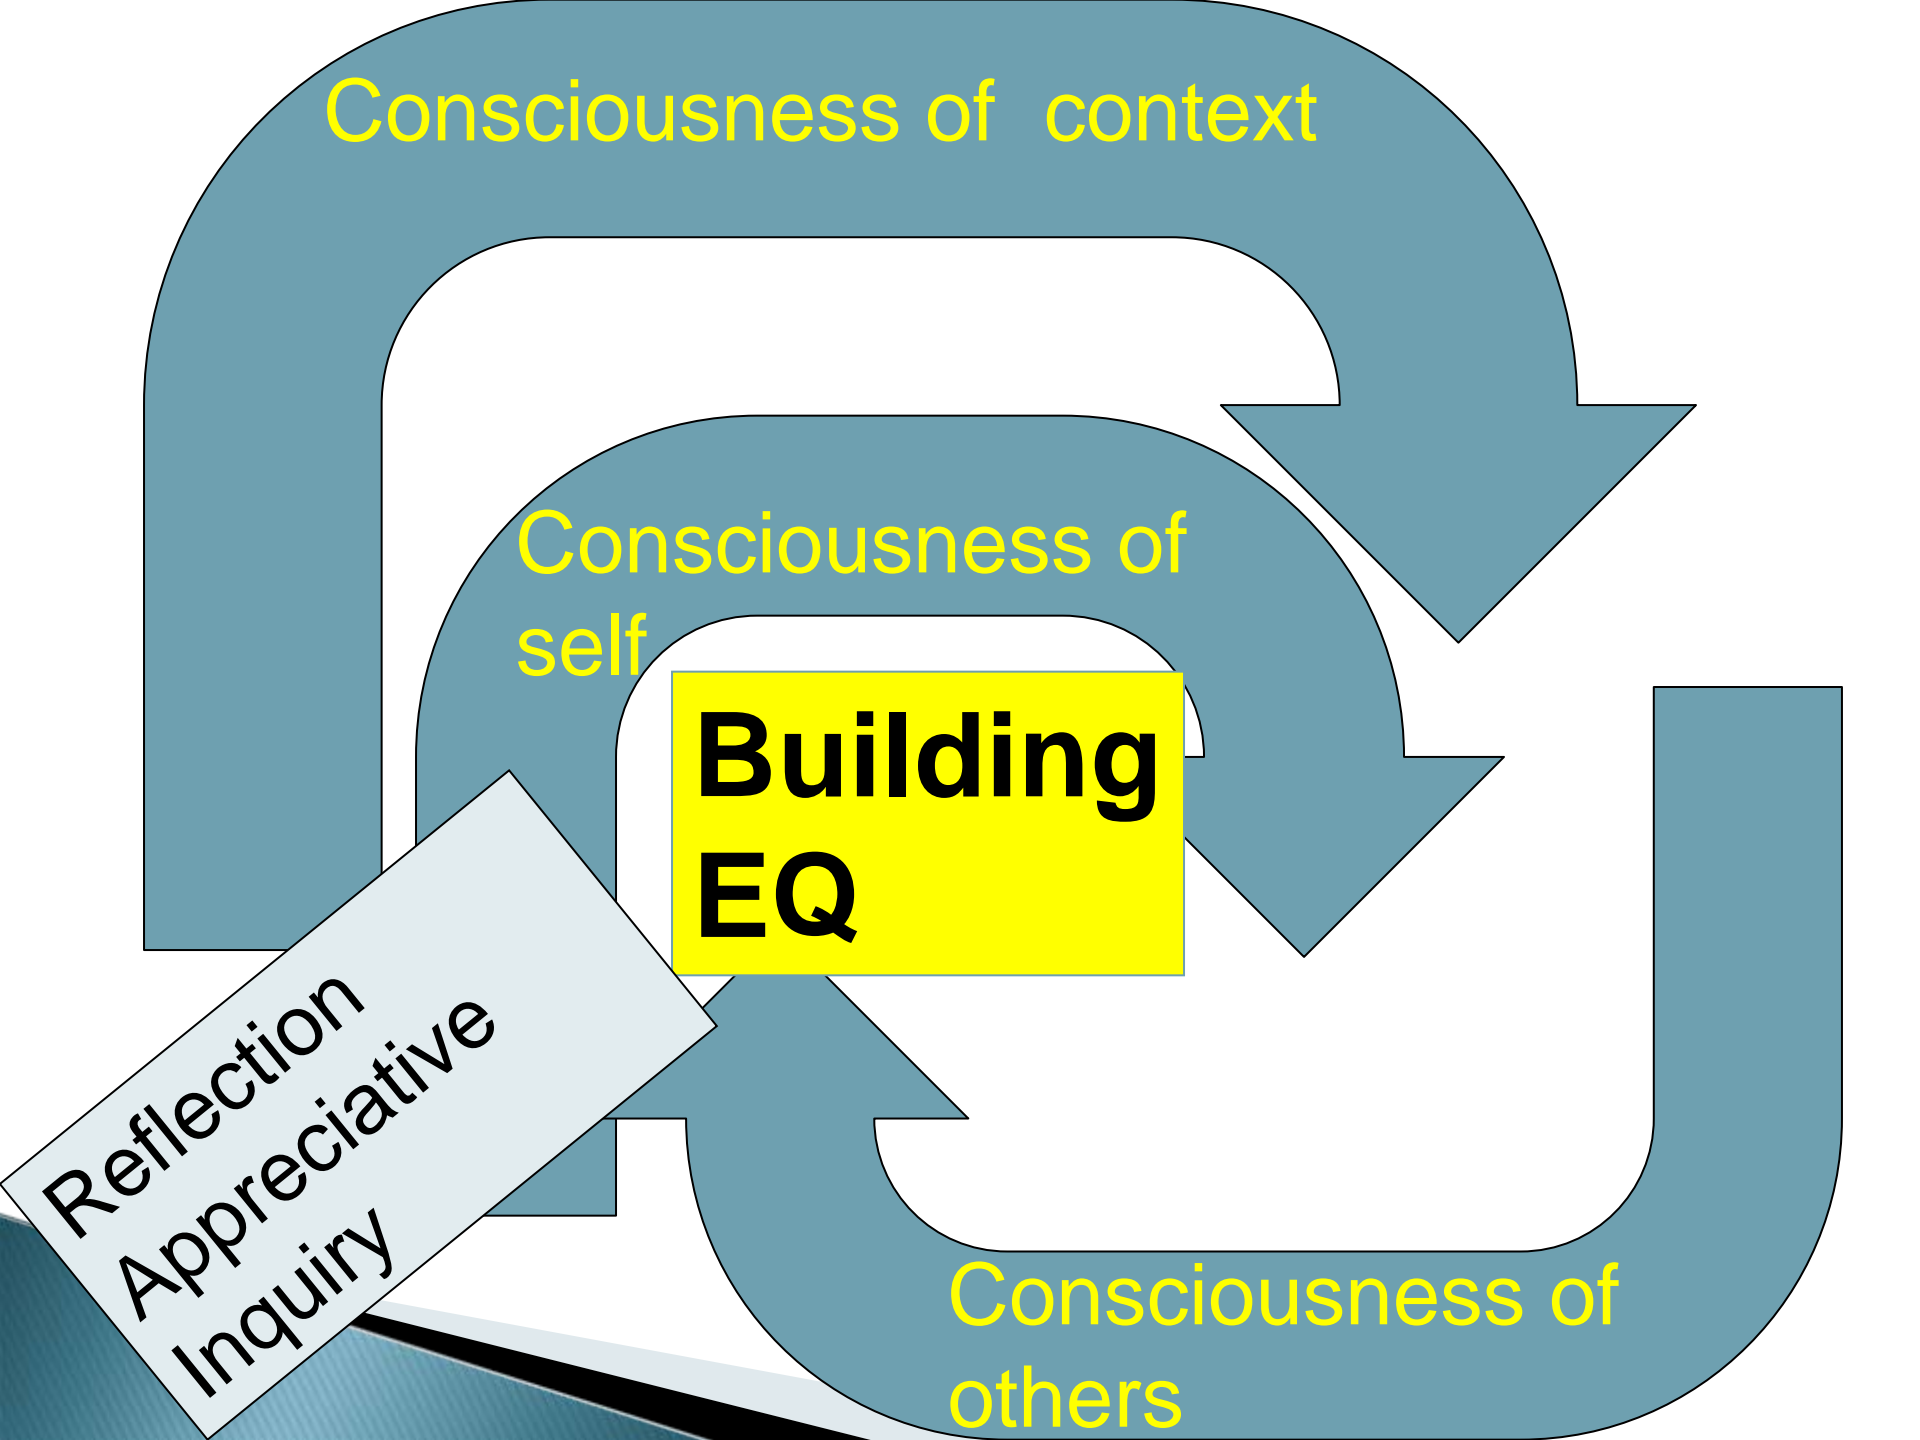 Consciousness of  context
Consciousness of
self
Building
EQ
Reflection
Appreciative
Inquiry
Consciousness of
others